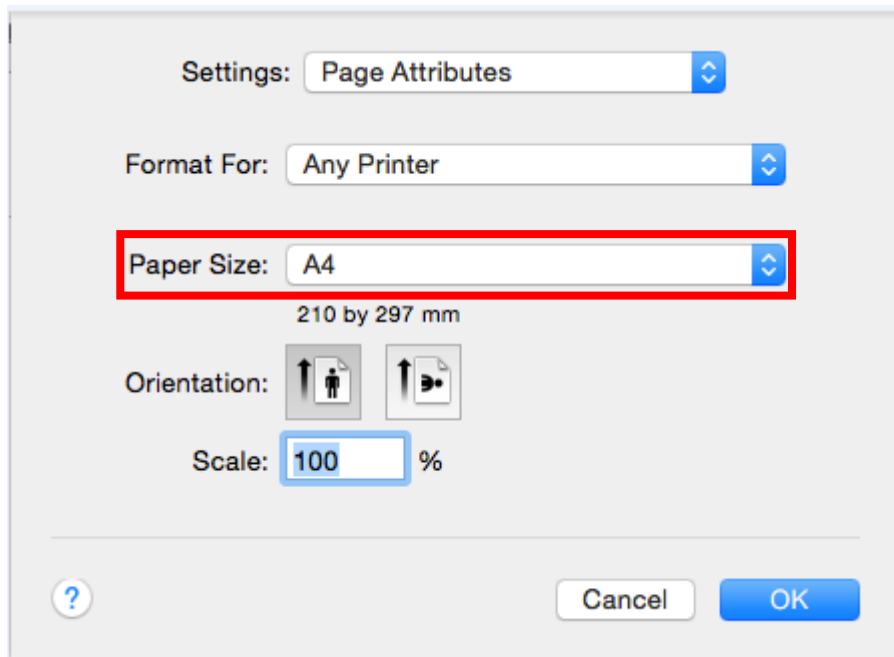 Settings: Page Attributes
Format For: Any Printer
Paper Size: A4
210 by 297 mm
Orientation:
Scale: 100 %
? Cancel OK